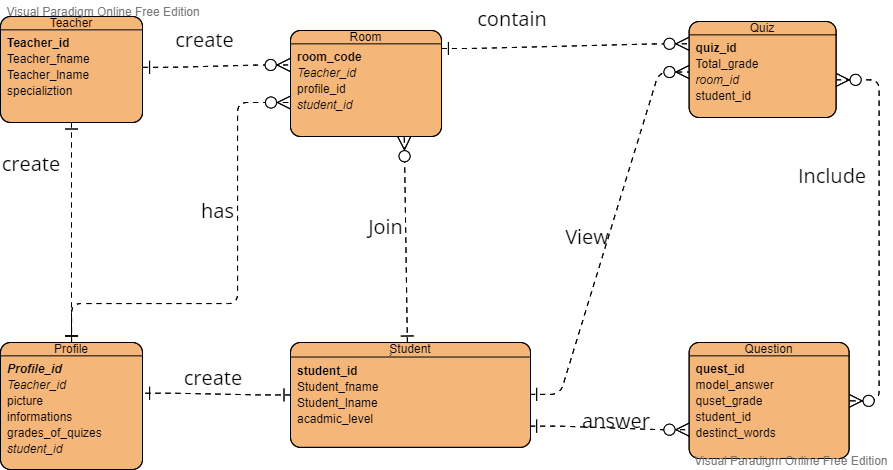 Visual Paradigm Online Free Edition
Teacher
Teacher_id
Teacher_fname
Teacher_lname
specializtion
create
Room
room_code
Teacher_id
profile_id
student_id
contain
Quiz
quiz_id
Total_grade
room_id
student_id
create
has
Join
View
Include
Profile
Profile_id
Teacher_id
picture
informations
grades_of_quizes
student_id
create
Student
student_id
Student_fname
Student_lname
acadmic_level
answer
Question
quest_id
model_answer
quset_grade
student_id
destinct_words
Visual Paradigm Online Free Edition